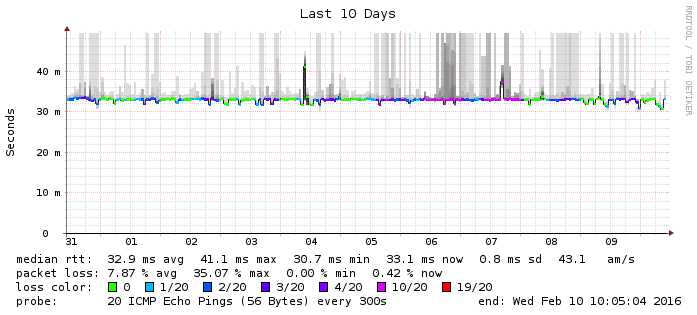 Last 10 Days
RRDTOOL / TOBI OETIKER
Seconds
40 m
30 m
20 m
10 m
0
31 01 02 03 04 05 06 07 08 09
median rtt: 32.9 ms avg 41.1 ms max 30.7 ms min 33.1 ms now 0.8 ms sd 43.1 am/s
packet loss: 7.87 % avg 35.07 % max 0.00 % min 0.42 % now
loss color: 0 1/20 2/20 3/20 4/20 10/20 19/20
probe: 20 ICMP Echo Pings (56 Bytes) every 300s end: Wed Feb 10 10:05:04 2016